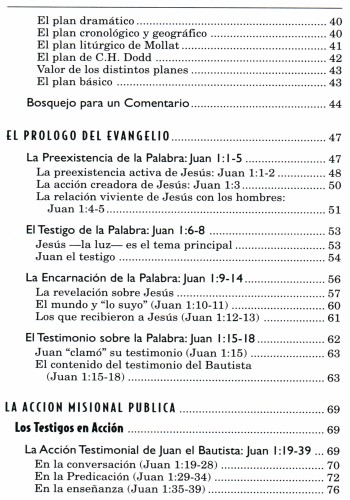 El plan dramático ........ 40
El plan cronológico y geográfico ........ 40
El plan litúrgico de Mollat ........ 41
El plan de C.H. Dodd ........ 42
Valor de los distintos planes ........ 43
El plan básico ........ 43
Bosquejo para un Comentario ........ 44
EL PROLOGO DEL EVANGELIO ........ 47
La Preexistencia de la Palabra: Juan 1:1-5 ........ 47
La preexistencia activa de Jesús: Juan 1:1-2 ........ 48
La acción creadora de Jesús: Juan 1:3 ........ 50
La relación viviente de Jesús con los hombres:
Juan 1:4-5 ........ 51
El Testigo de la Palabra: Juan 1:6-8 ........ 53
Jesús —la luz— es el tema principal ........ 53
Juan el testigo ........ 54
La Encarnación de la Palabra: Juan 1:9-14 ........ 56
La revelación sobre Jesús ........ 57
El mundo y “lo suyo” (Juan 1:10-11) ........ 60
Los que recibieron a Jesús (Juan 1:12-13) ........ 61
El Testimonio sobre la Palabra: Juan 1:15-18 ........ 62
Juan “clamó” su testimonio (Juan 1:15) ........ 63
El contenido del testimonio del Bautista
(Juan 1:15-18) ........ 63
LA ACCION MISIONAL PUBLICA ........ 69
Los Testigos en Acción ........ 69
La Acción Testimonial de Juan el Bautista: Juan 1:19-39 ... 69
En la conversación (Juan 1:19-28) ........ 70
En la Predicación (Juan 1:29-34) ........ 72
En la enseñanza (Juan 1:35-39) ........ 76